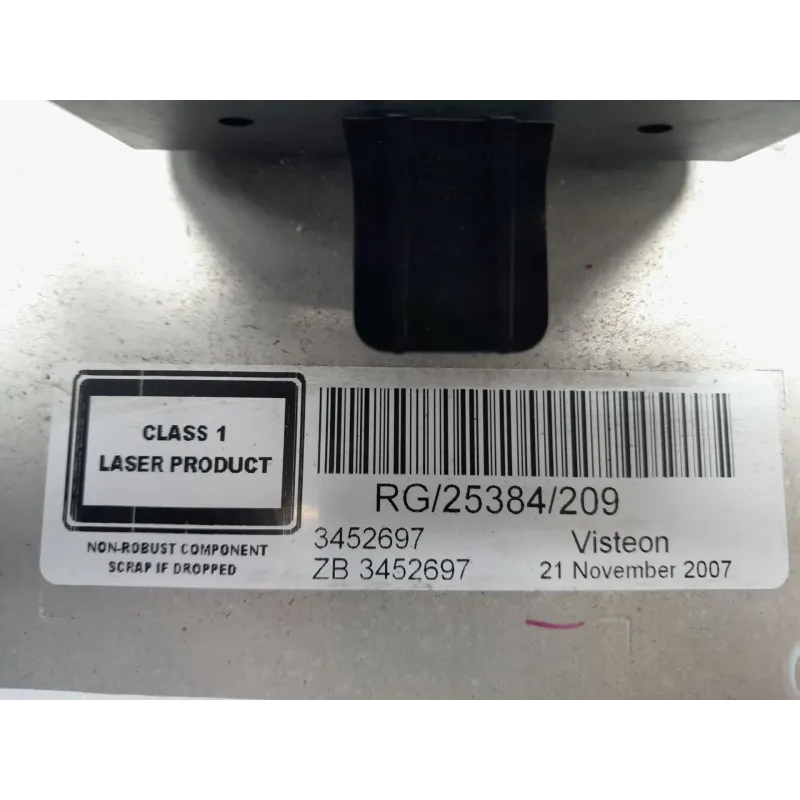 CLASS 1
LASER PRODUCT
NON-ROBUST COMPONENT
SCRAP IF DROPPED
RG/25384/209
3452697
Visteon
ZB 3452697
21 November 2007